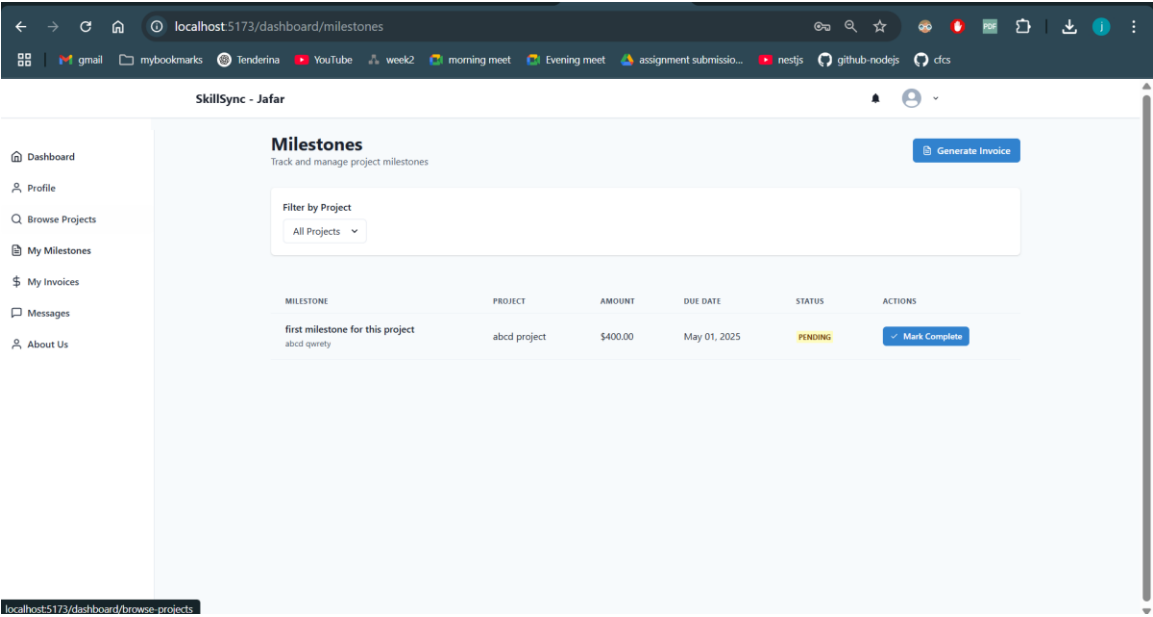 localhost:5173/dashboard/milestones
PDF
j
gmail mybookmarks Tenderina YouTube week2 morning meet Evening meet assignment submissio... nestjs github-nodejs cfcs
SkillSync - Jafar
Dashboard
Profile
Browse Projects
My Milestones
My Invoices
Messages
About Us
Milestones
Track and manage project milestones
Generate Invoice
Filter by Project
All Projects
MILESTONE PROJECT AMOUNT DUE DATE STATUS ACTIONS
first milestone for this project
abcd qwrety
abcd project $400.00 May 01, 2025 PENDING Mark Complete
localhost:5173/dashboard/browse-projects